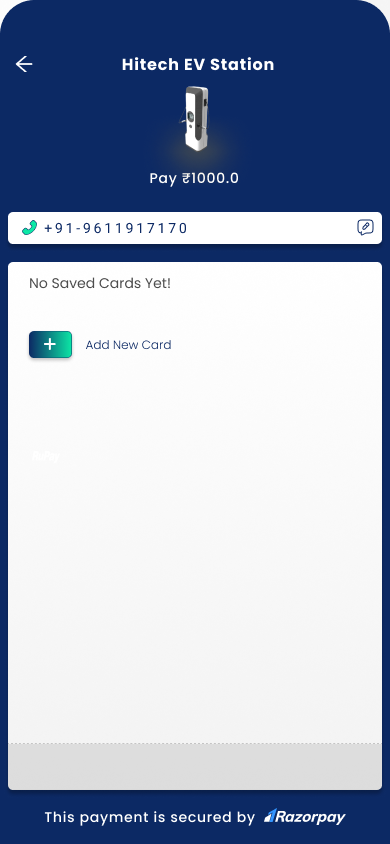 Hitech EV Station
Pay ₹1000.0
+91-9611917170
No Saved Cards Yet!
+ Add New Card
This payment is secured by Razorpay